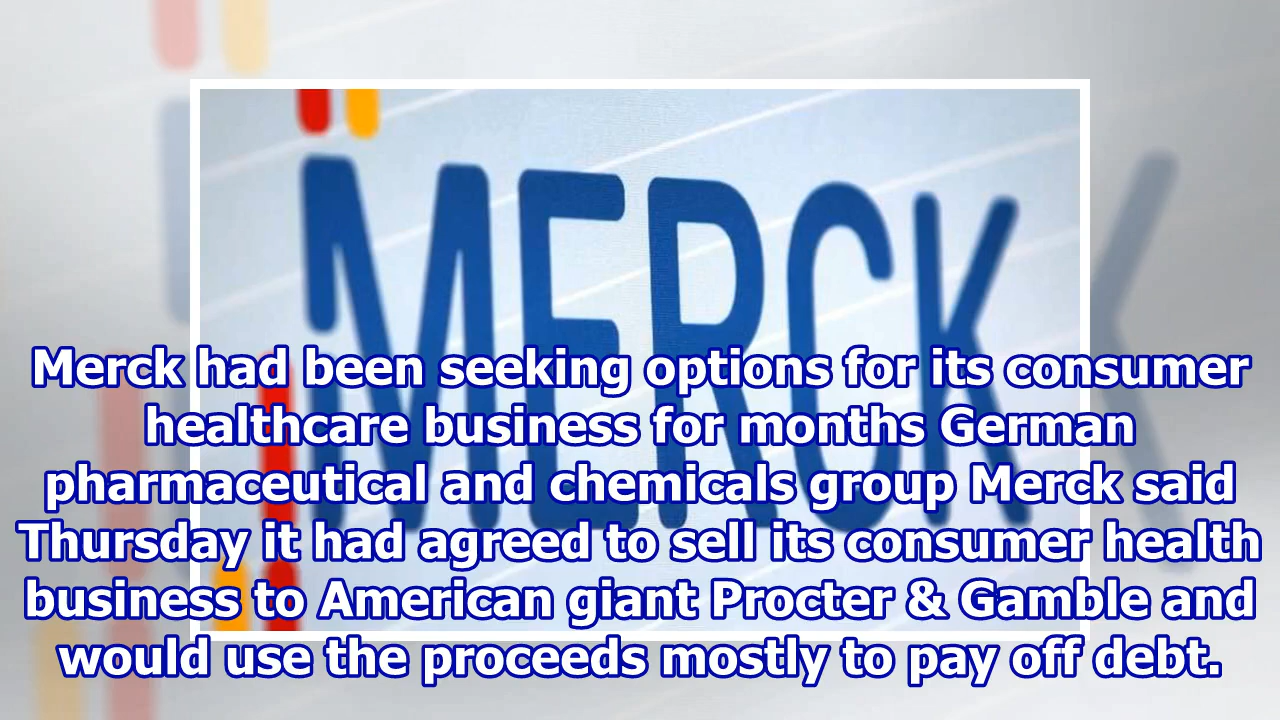 MERCK
Merck had been seeking options for its consumer
healthcare business for months German
pharmaceutical and chemicals group Merck said
Thursday it had agreed to sell its consumer health
business to American giant Procter & Gamble and
would use the proceeds mostly to pay off debt.